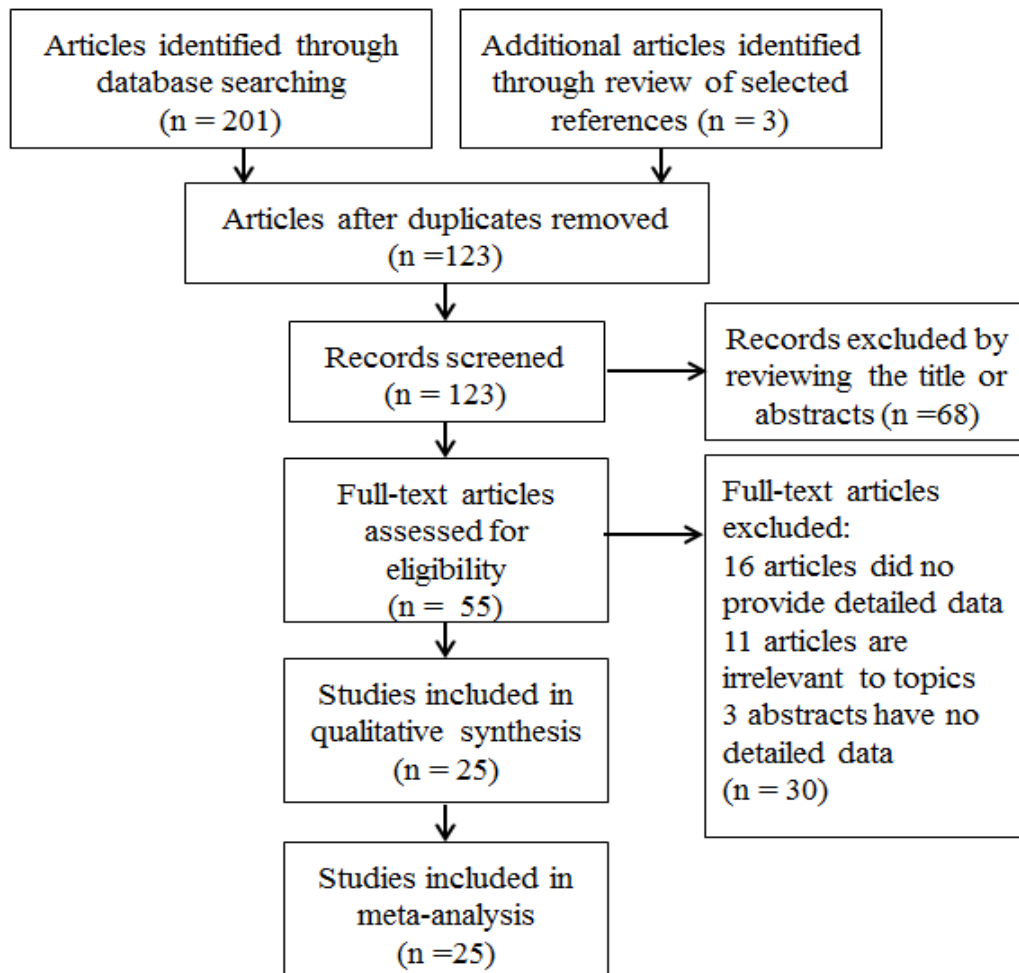 Articles identified through
database searching
(n = 201)
Additional articles identified
through review of selected
references (n = 3)
Articles after duplicates removed
(n =123)
Records screened
(n = 123)
Records excluded by
reviewing the title or
abstracts (n =68)
Full-text articles
assessed for
eligibility
(n = 55)
Full-text articles
excluded:
16 articles did no
provide detailed data
11 articles are
irrelevant to topics
3 abstracts have no
detailed data
(n = 30)
Studies included in
qualitative synthesis
(n = 25)
Studies included in
meta-analysis
(n =25)